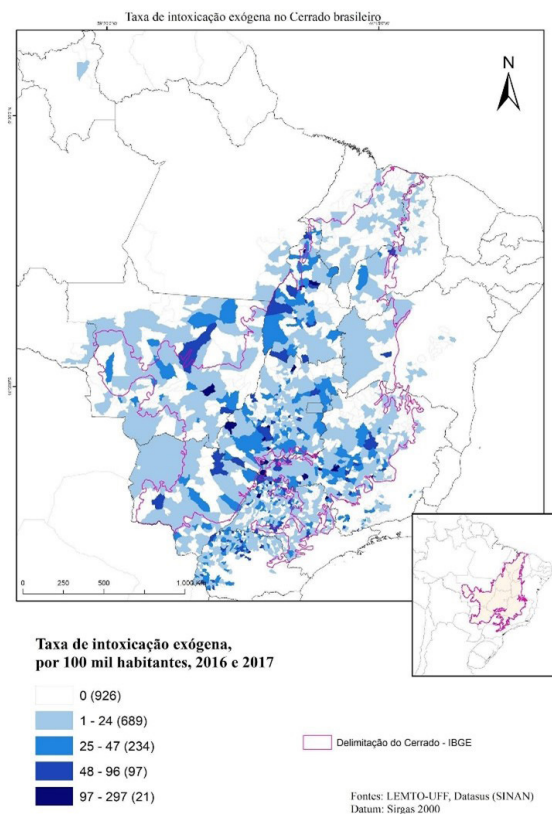 Taxa de intoxicação exógena no Cerrado brasileiro
N
0 250 500 1.000
Taxa de intoxicação exógena,
por 100 mil habitantes, 2016 e 2017
0 (926)
1 - 24 (689)
25 - 47 (234)
48 - 96 (97)
97 - 297 (21)
Delimitação do Cerrado - IBGE
Fontes: LEMTO-UFF, Datasus (SINAN)
Datum: Sirgas 2000